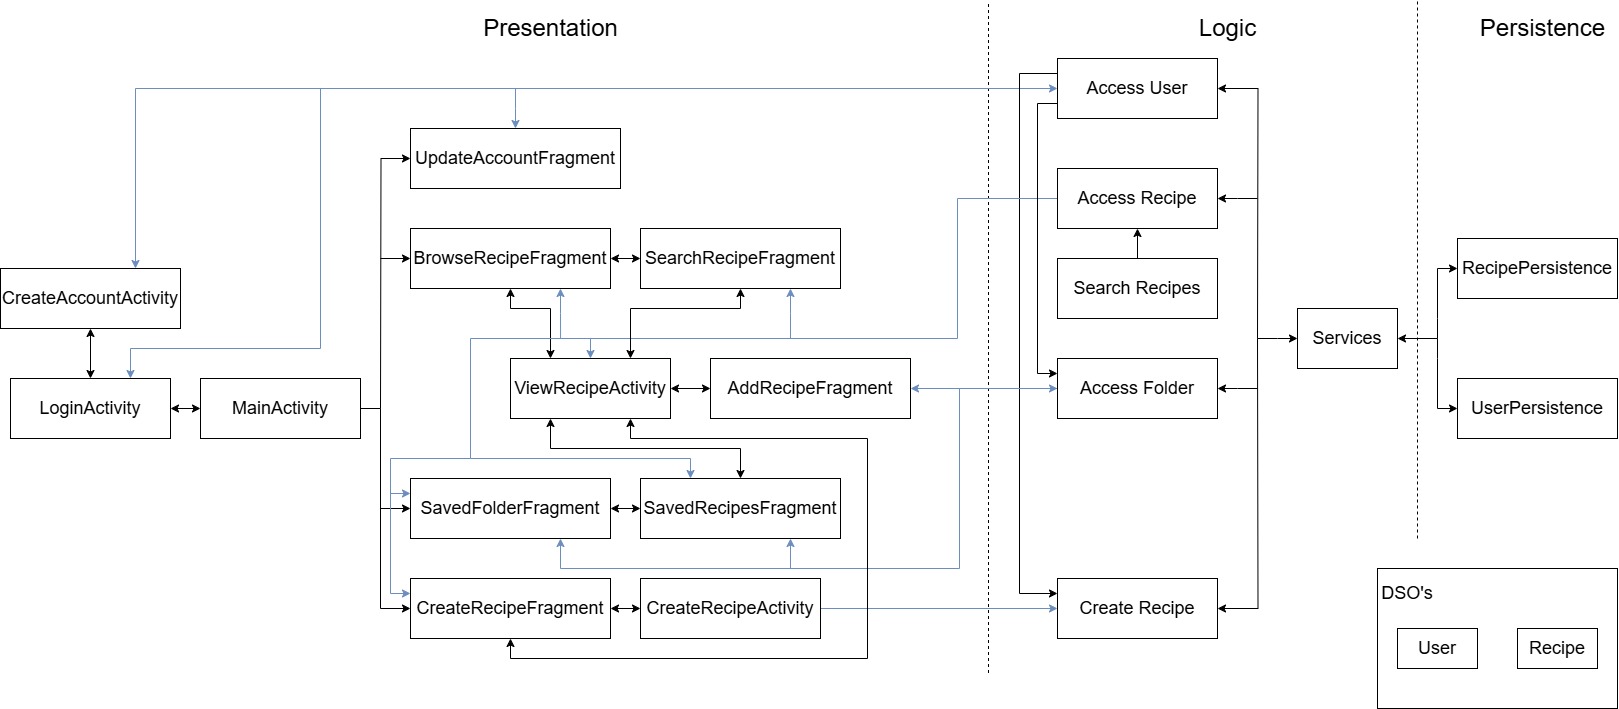 Presentation
Logic
Persistence
Access User
UpdateAccountFragment
Access Recipe
BrowseRecipeFragment
SearchRecipeFragment
CreateAccountActivity
Search Recipes
RecipePersistence
Services
ViewRecipeActivity
AddRecipeFragment
Access Folder
LoginActivity
MainActivity
UserPersistence
SavedFolderFragment
SavedRecipesFragment
CreateRecipeFragment
CreateRecipeActivity
Create Recipe
DSO's
User
Recipe